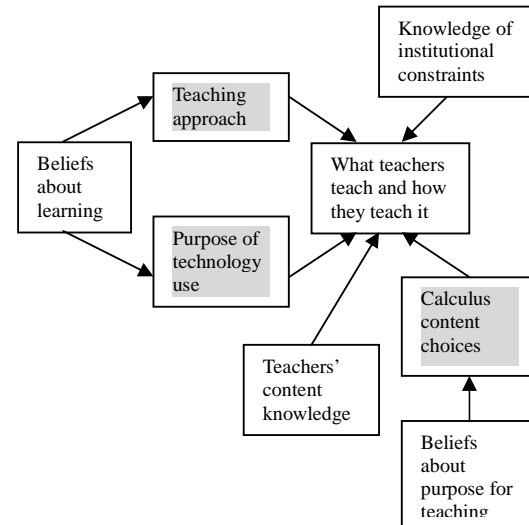 Knowledge of
institutional
constraints
Teaching
approach
Beliefs
about
learning
What teachers
teach and how
they teach it
Purpose of
technology
use
Calculus
content
choices
Teachers'
content
knowledge
Beliefs
about
purpose for
teaching